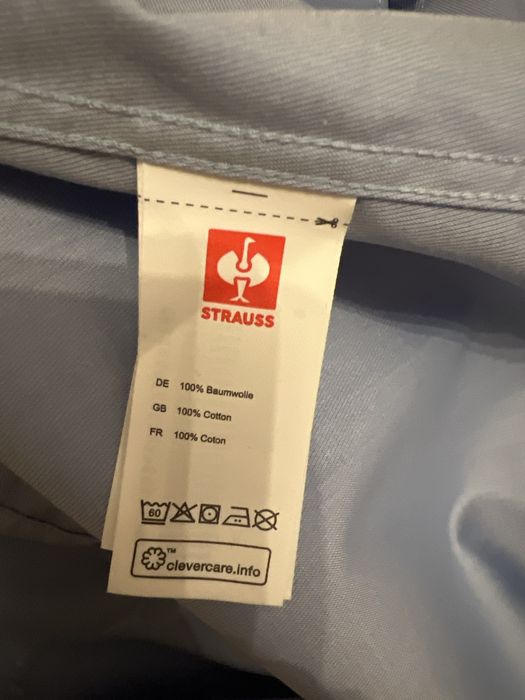 STRAUSS
DE 100% Baumwolle
GB 100% Cotton
FR 100% Coton
60
™
clevercare.info